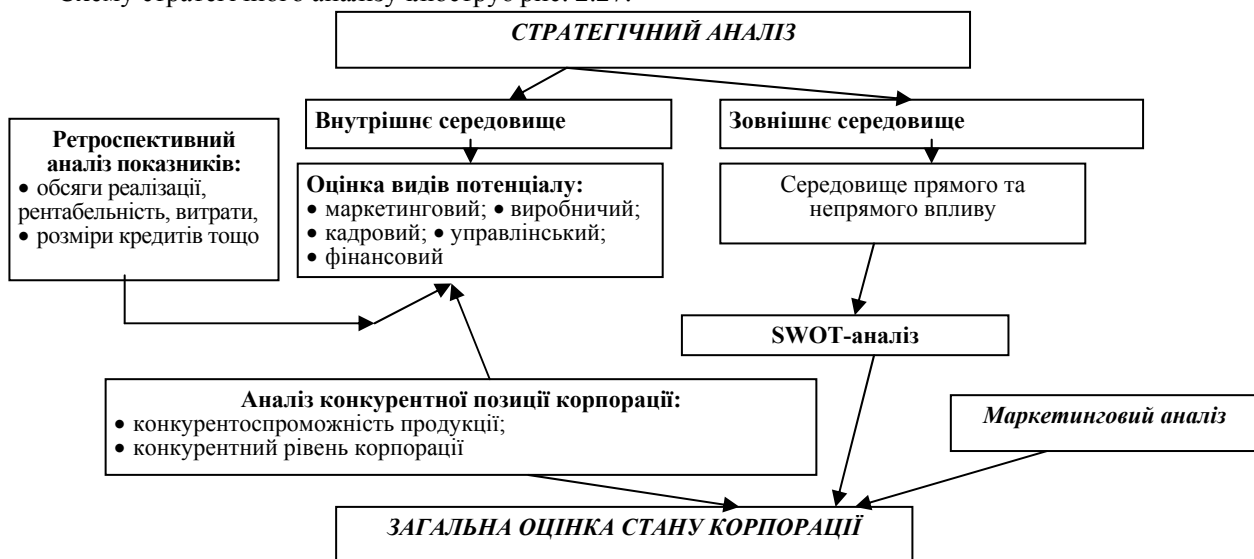 Схему стратегічного аналізу ілюструє рис. 2.27.
СТРАТЕГІЧНИЙ АНАЛІЗ
Внутрішнє середовище
Зовнішнє середовище
Ретроспективний
аналіз показників:
• обсяги реалізації,
рентабельність, витрати,
• розміри кредитів тощо
Оцінка видів потенціалу:
• маркетинговий; • виробничий;
• кадровий; • управлінський;
• фінансовий
Середовище прямого та
непрямого впливу
SWOT-аналіз
Аналіз конкурентної позиції корпорації:
• конкурентоспроможність продукції;
• конкурентний рівень корпорації
Маркетинговий аналіз
ЗАГАЛЬНА ОЦІНКА СТАНУ КОРПОРАЦІЇ